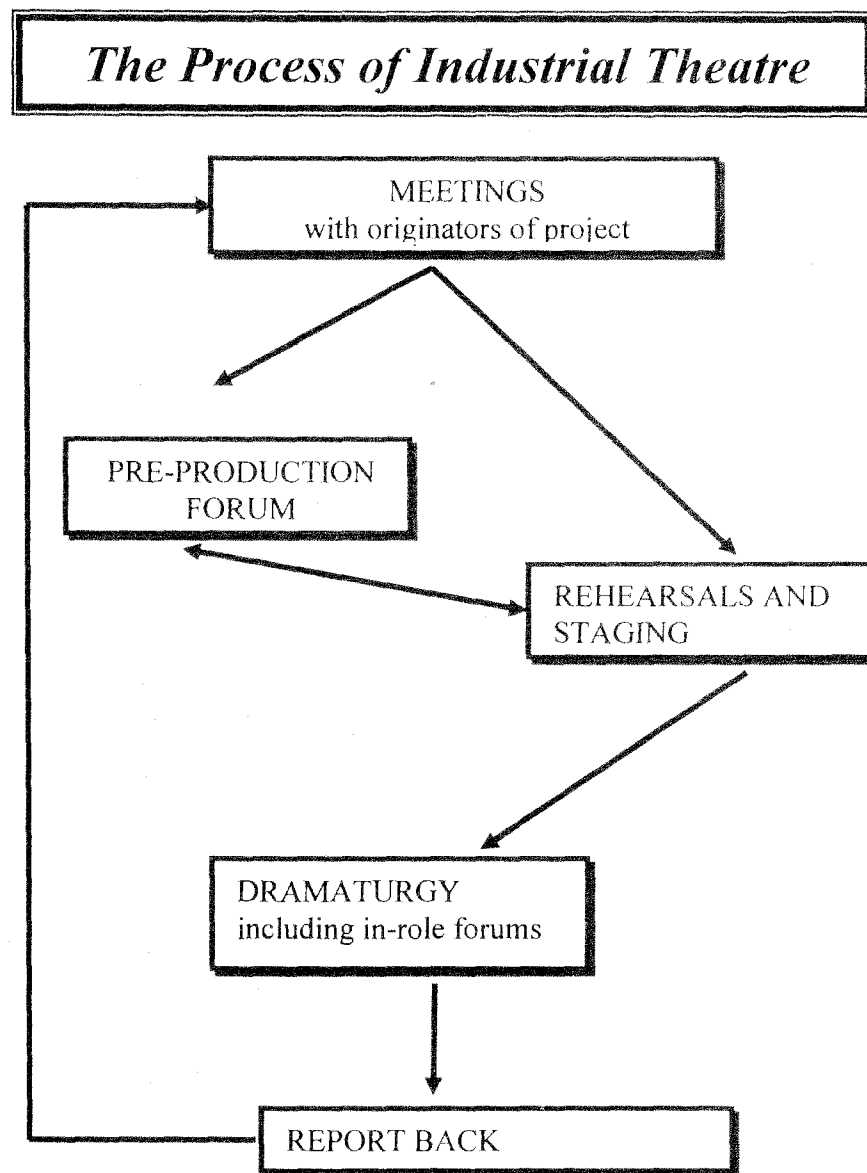 The Process of Industrial Theatre
MEETINGS
with originators of project
PRE-PRODUCTION
FORUM
REHEARSALS AND
STAGING
DRAMATURGY
including in-role forums
REPORT BACK